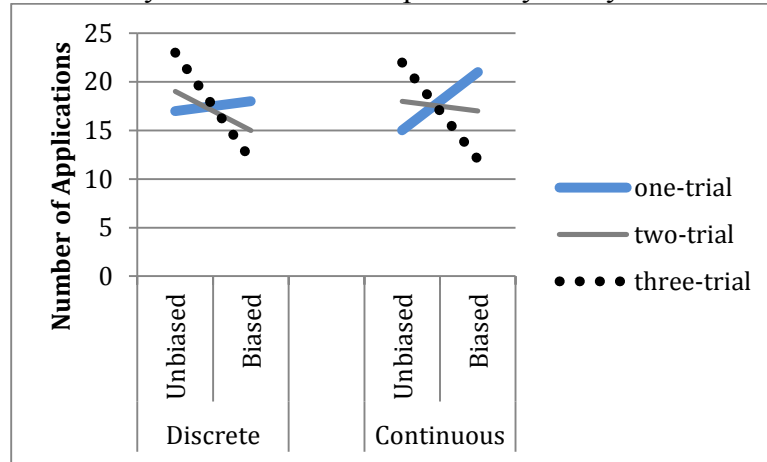 Number of Applications
25
20
15
10
5
0
Unbiased
Biased
Unbiased
Biased
Discrete
Continuous
one-trial
two-trial
three-trial